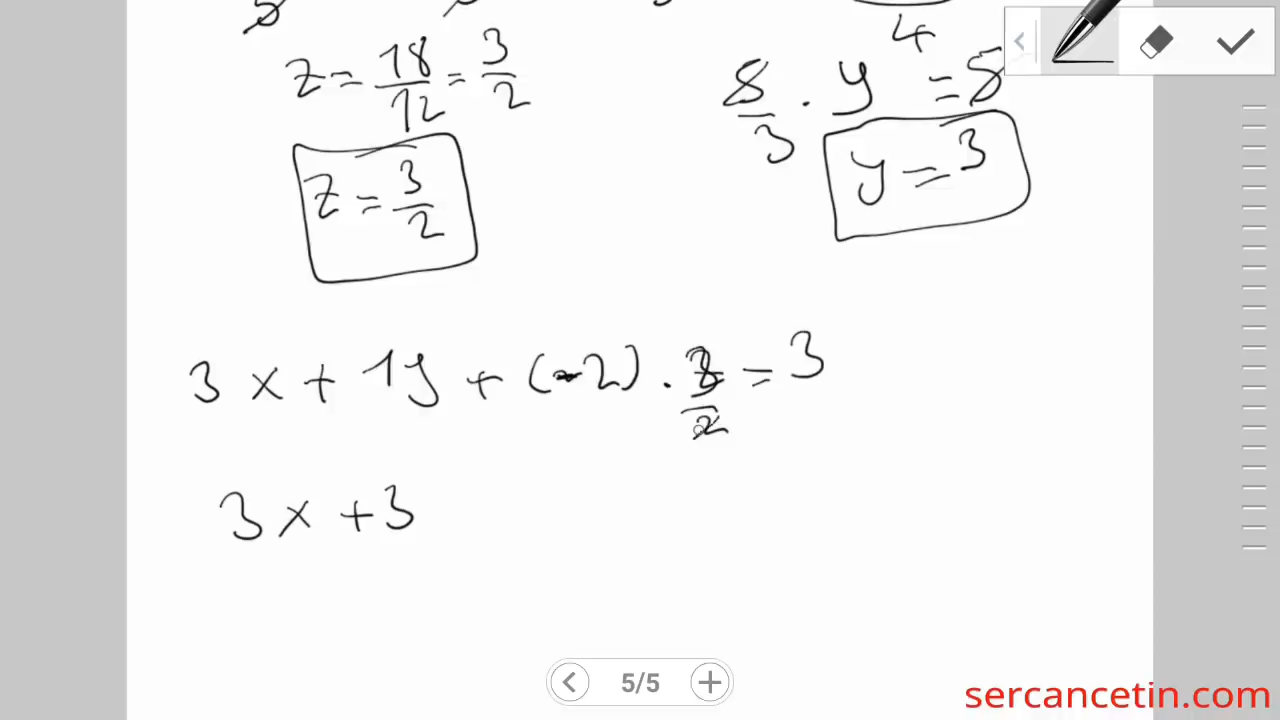 z = 18/12 = 3/2
z = 3/2
4
8/3 . y = 8
y = 3
3x + 1y + (-2) . 3/2 = 3
3x + 3
5/5
sercancetin.com